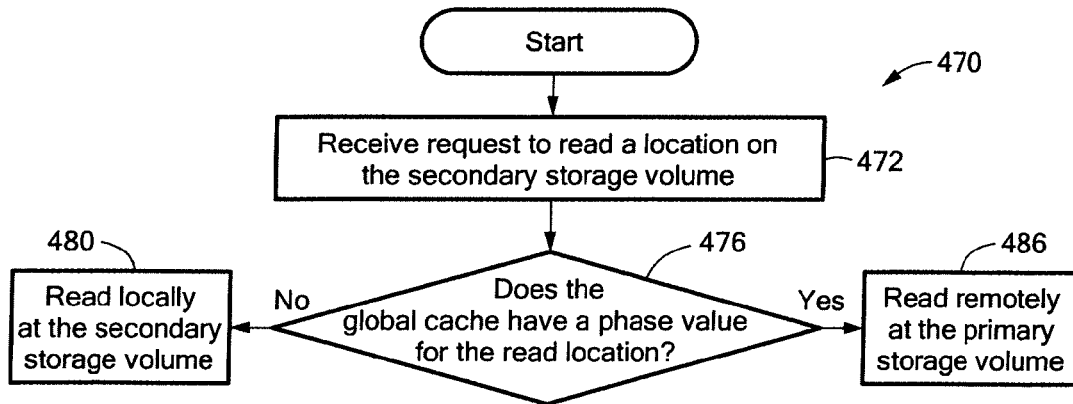 Start
470
Receive request to read a location on
the secondary storage volume
472
480
476
486
Read locally
at the secondary
storage volume
No
Does the
global cache have a phase value
for the read location?
Yes
Read remotely
at the primary
storage volume